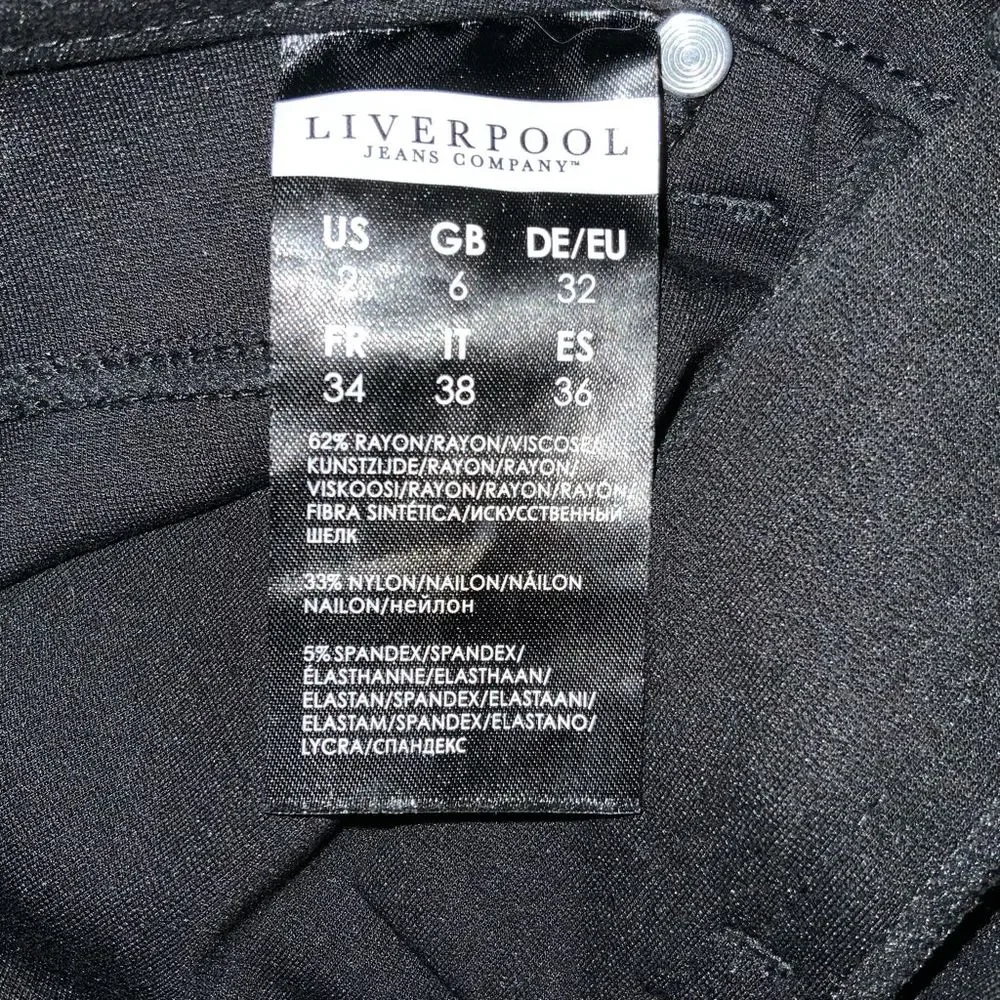 LIVERPOOL
JEANS COMPANY™
US GB DE/EU
2 6 32
FR IT ES
34 38 36
62% RAYON/RAYON/VISCOSE/
KUNSTZIJDE/RAYON/RAYON/
VISKOOSI/RAYON/RAYON/RAYON
FIBRA SINTÉTICA/ИСКУССТВЕННЫЙ
ШЕЛК
33% NYLON/NAILON/NÁILON
NAILON/нейлон
5% SPANDEX/SPANDEX/
ÉLASTHANNE/ELASTHAAN/
ELASTAN/SPANDEX/ELASTAANI/
ELASTAM/SPANDEX/ELASTANO/
LYCRA/СПАНДЕКС